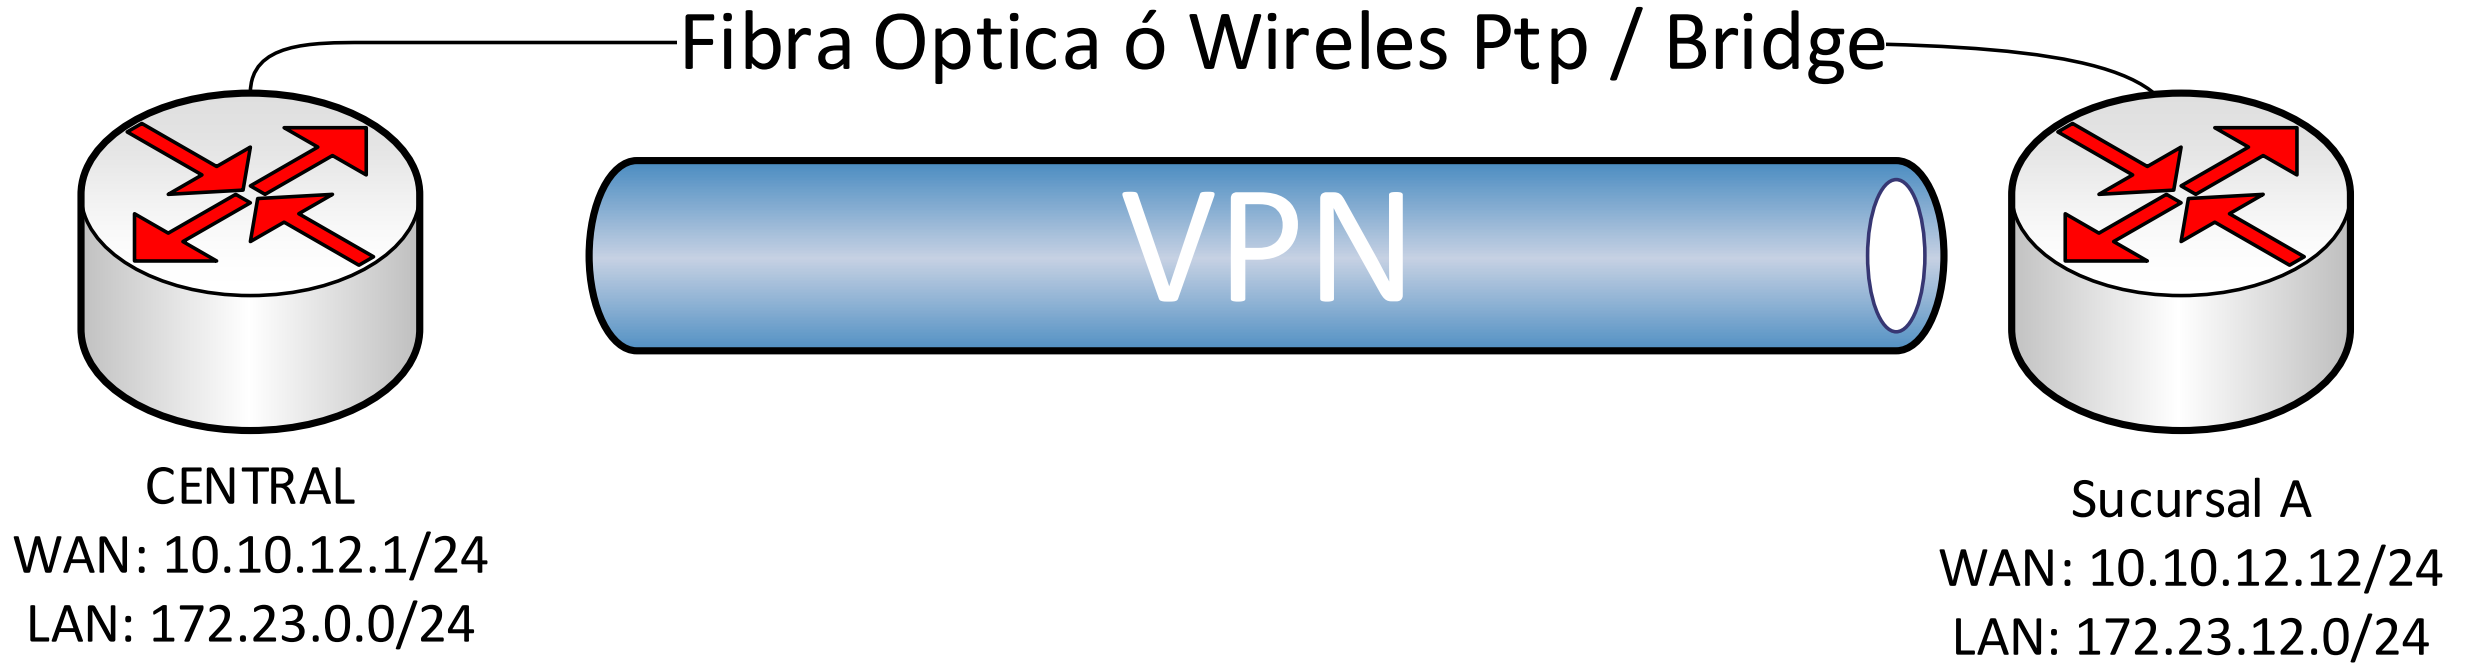 Fibra Optica ó Wireles Ptp / Bridge
VPN
CENTRAL
WAN: 10.10.12.1/24
LAN: 172.23.0.0/24
Sucursal A
WAN: 10.10.12.12/24
LAN: 172.23.12.0/24